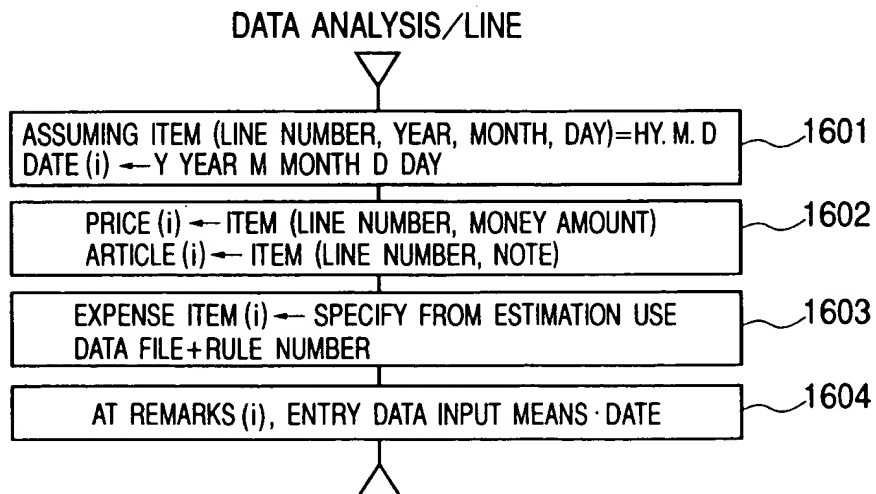 DATA ANALYSIS/LINE
ASSUMING ITEM (LINE NUMBER, YEAR, MONTH, DAY)=HY. M. D
DATE (i) ← Y YEAR M MONTH D DAY
1601
PRICE (i) ← ITEM (LINE NUMBER, MONEY AMOUNT)
ARTICLE (i) ← ITEM (LINE NUMBER, NOTE)
1602
EXPENSE ITEM (i) ← SPECIFY FROM ESTIMATION USE
DATA FILE+RULE NUMBER
1603
AT REMARKS (i), ENTRY DATA INPUT MEANS · DATE
1604